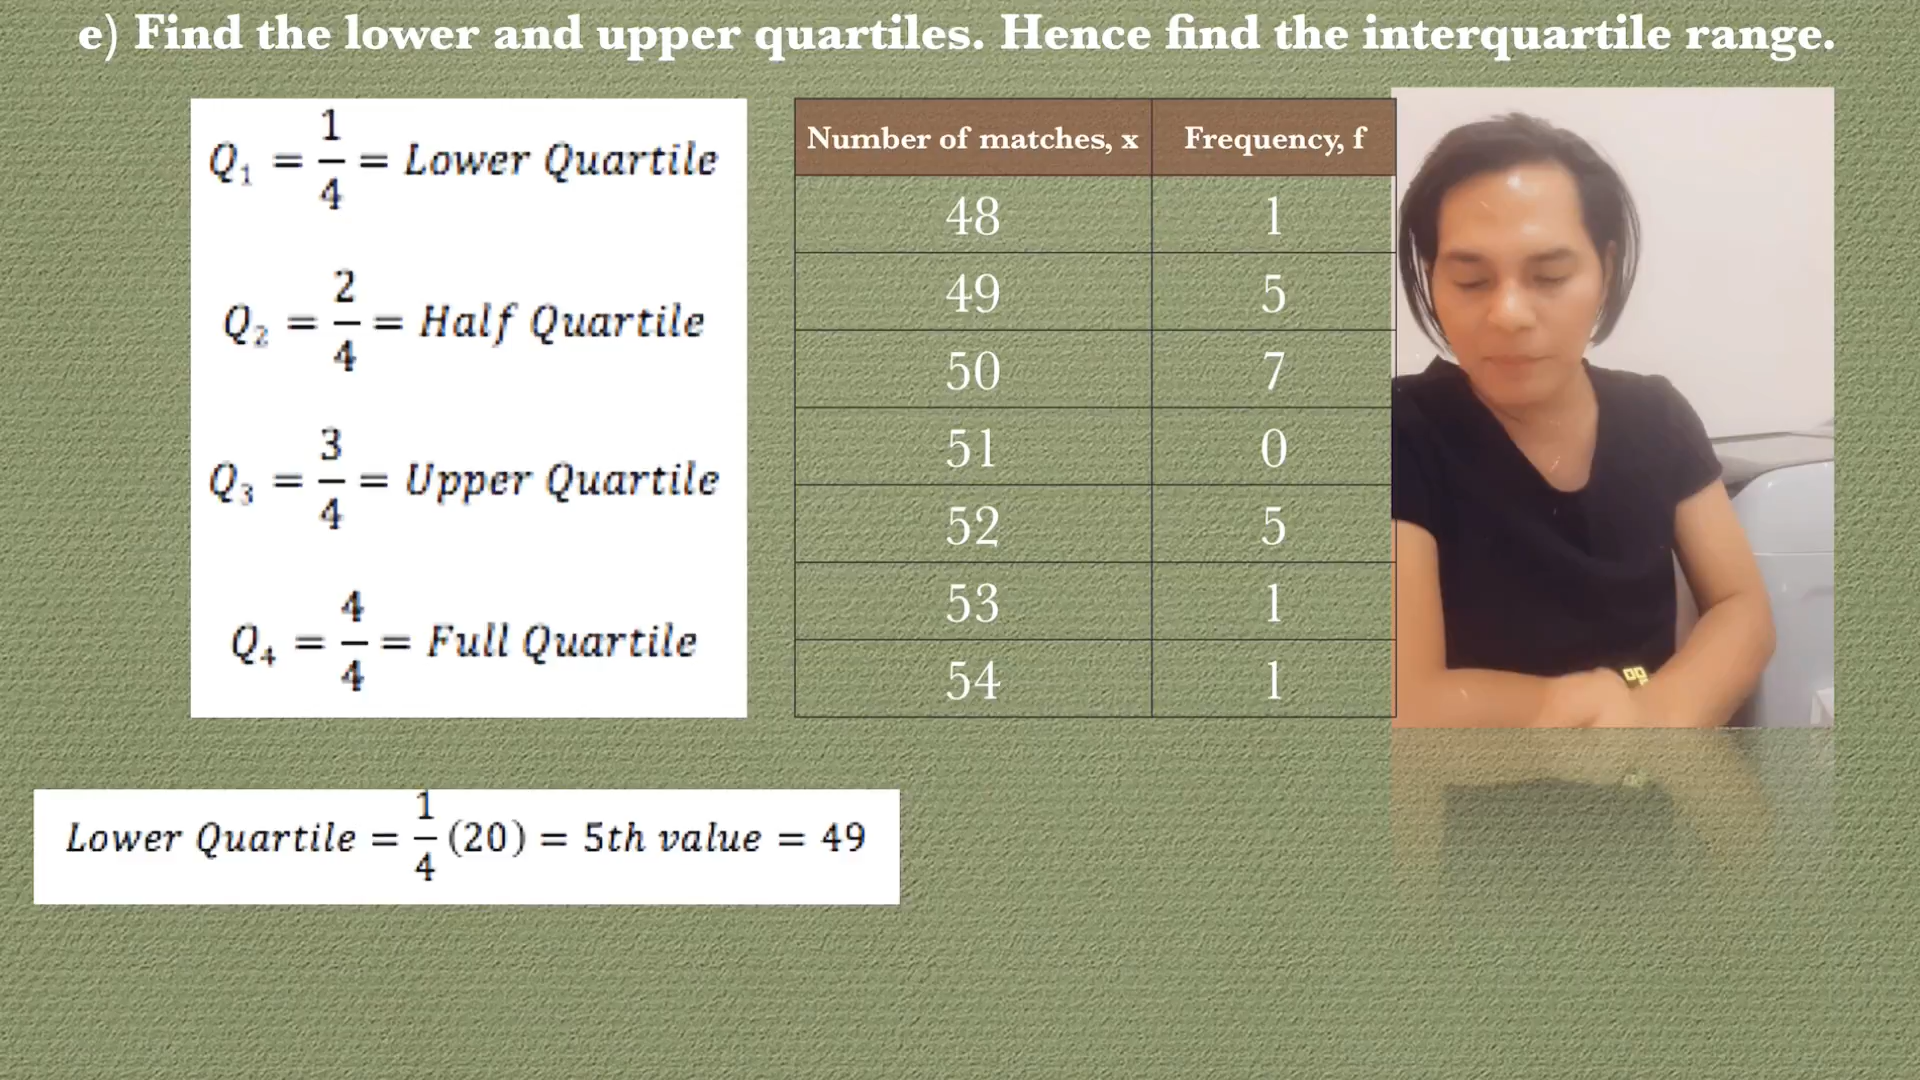 e) Find the lower and upper quartiles. Hence find the interquartile range.
Q₁ = 1/4 = Lower Quartile
Q₂ = 2/4 = Half Quartile
Q₃ = 3/4 = Upper Quartile
Q₄ = 4/4 = Full Quartile
Number of matches, x Frequency, f
48 1
49 5
50 7
51 0
52 5
53 1
54 1
Lower Quartile = 1/4 (20) = 5th value = 49